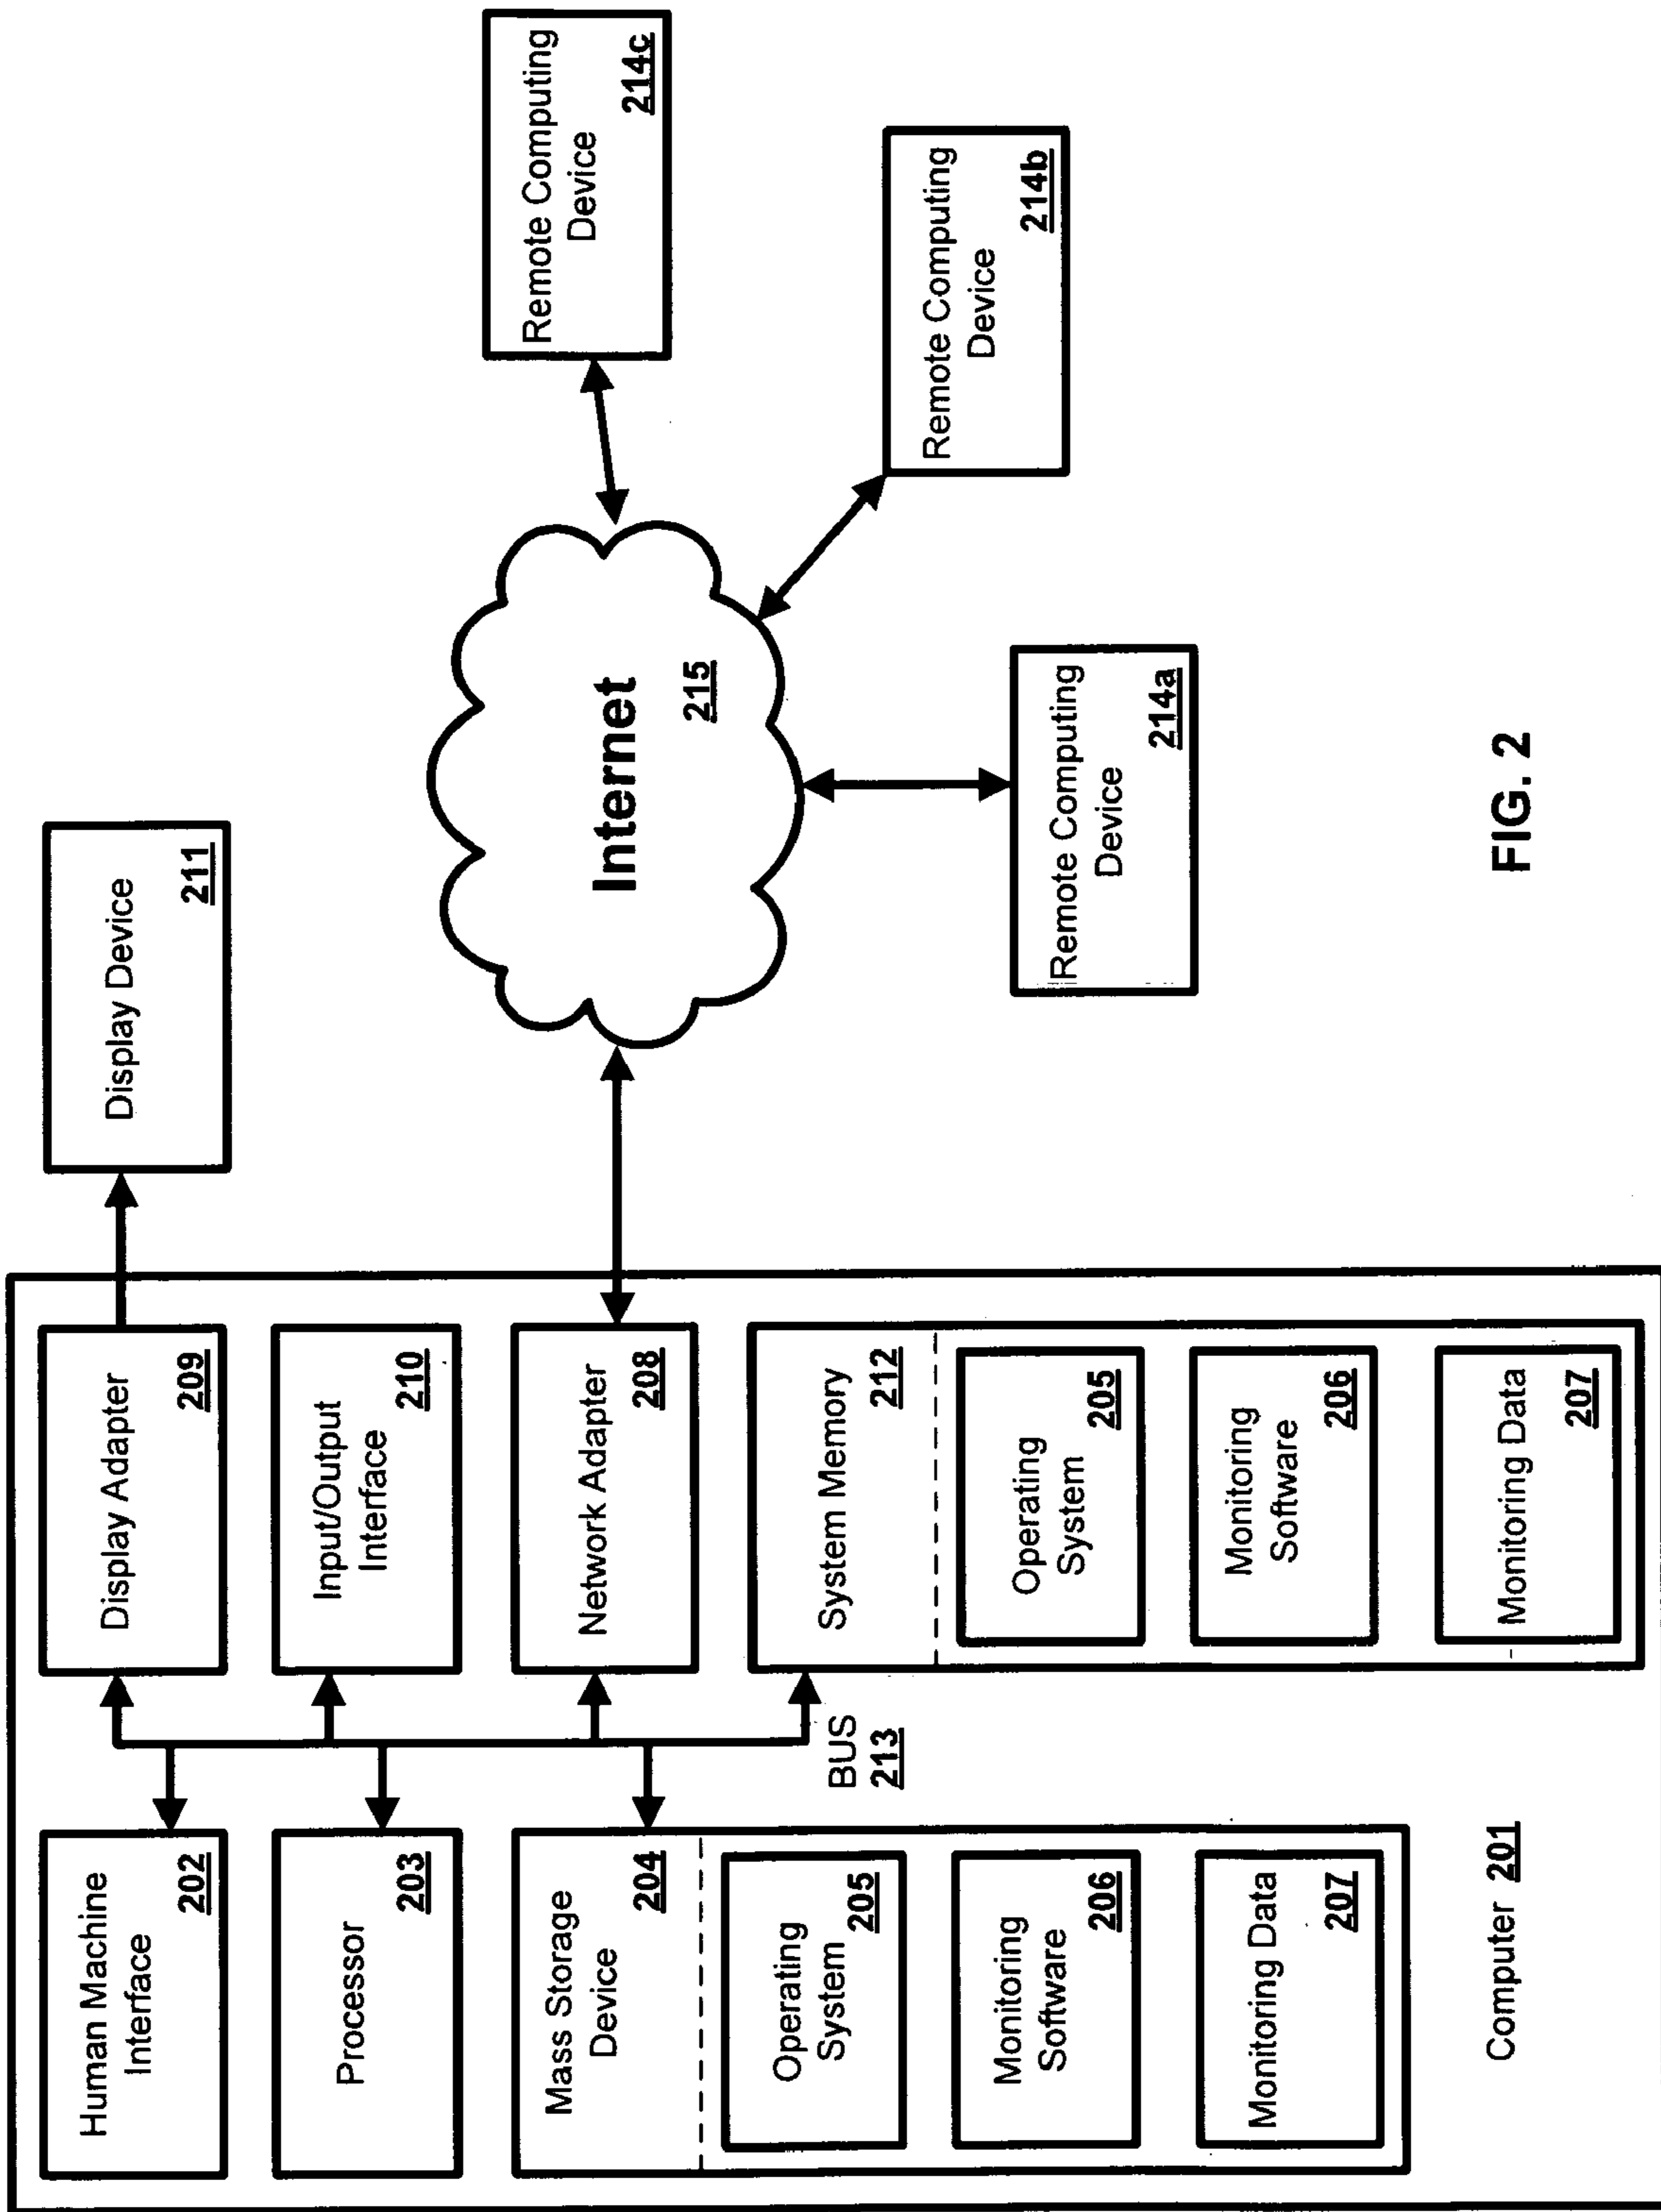 Human Machine
Interface
202
Processor
203
Mass Storage
Device
204
Operating
System
205
Monitoring
Software
206
Monitoring Data
207
Computer 201
BUS
213
Display Adapter
209
Input/Output
Interface
210
Network Adapter
208
System Memory
212
Operating
System
205
Monitoring
Software
206
Monitoring Data
207
Display Device
211
Internet
215
Remote Computing
Device
214a
Remote Computing
Device
214b
Remote Computing
Device
214c
FIG. 2